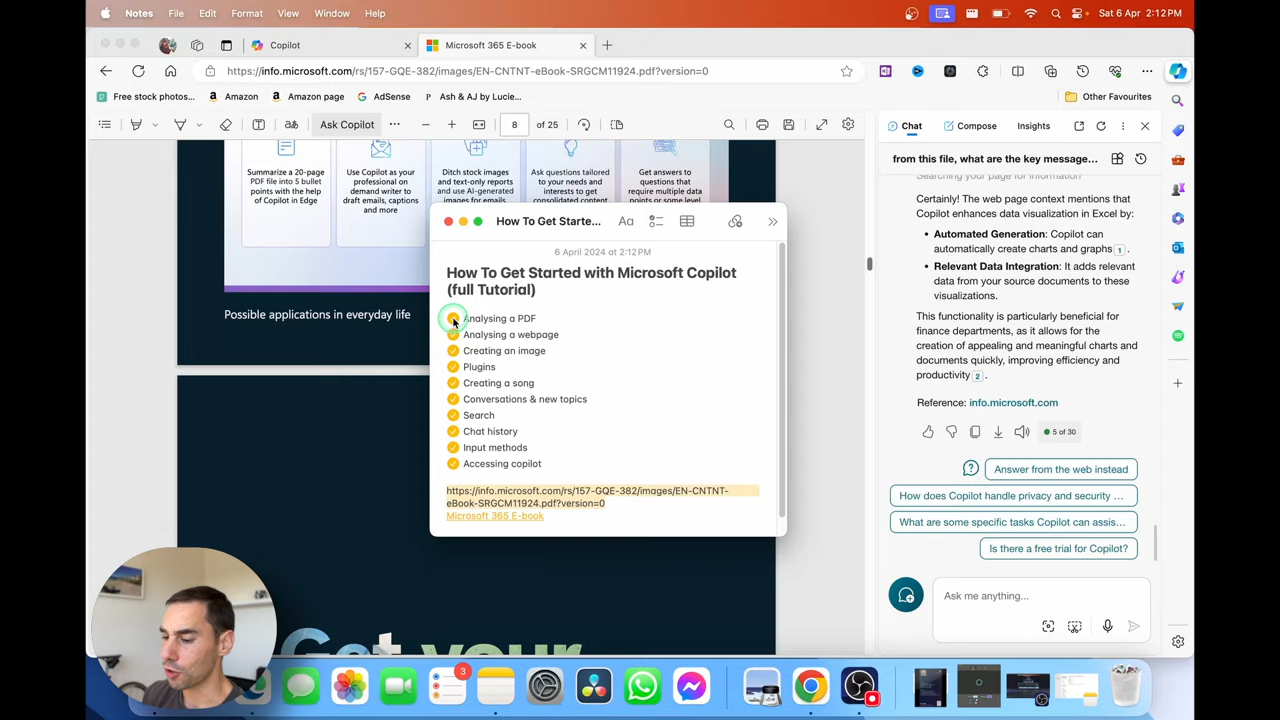 Notes File Edit Format View Window Help Sat 6 Apr 2:12 PM
Copilot Microsoft 365 E-book
https://info.microsoft.com/rs/157-GQE-382/images/EN-CNTNT-eBook-SRGCM11924.pdf?version=0
Free stock photos... Amazon Amazon page AdSense Ash & AJ by Lucie... Other Favourites
Ask Copilot 8 of 25
Summarize a 20-page
PDF file into 5 bullet
points with the help
of Copilot in Edge
Use Copilot as your
professional on
demand writer to
draft emails, captions
and more
Ditch stock images
and text-only reports
and use AI-generated
images for emails,
Ask questions tailored
to your needs and
interests to get
consolidated content
Get answers to
questions that
require multiple data
points or some level
Possible applications in everyday life
Get your
How To Get Starte... Aa
6 April 2024 at 2:12 PM
How To Get Started with Microsoft Copilot
(full Tutorial)
Analysing a PDF
Analysing a webpage
Creating an image
Plugins
Creating a song
Conversations & new topics
Search
Chat history
Input methods
Accessing copilot
https://info.microsoft.com/rs/157-GQE-382/images/EN-CNTNT-
eBook-SRGCM11924.pdf?version=0
Microsoft 365 E-book
Chat Compose Insights
from this file, what are the key message...
Searching your page for information
Certainly! The web page context mentions that
Copilot enhances data visualization in Excel by:
Automated Generation: Copilot can
automatically create charts and graphs 1.
Relevant Data Integration: It adds relevant
data from your source documents to these
visualizations.
This functionality is particularly beneficial for
finance departments, as it allows for the
creation of appealing and meaningful charts and
documents quickly, improving efficiency and
productivity 2.
Reference: info.microsoft.com
5 of 30
Answer from the web instead
How does Copilot handle privacy and security ...
What are some specific tasks Copilot can assis...
Is there a free trial for Copilot?
Ask me anything...
3